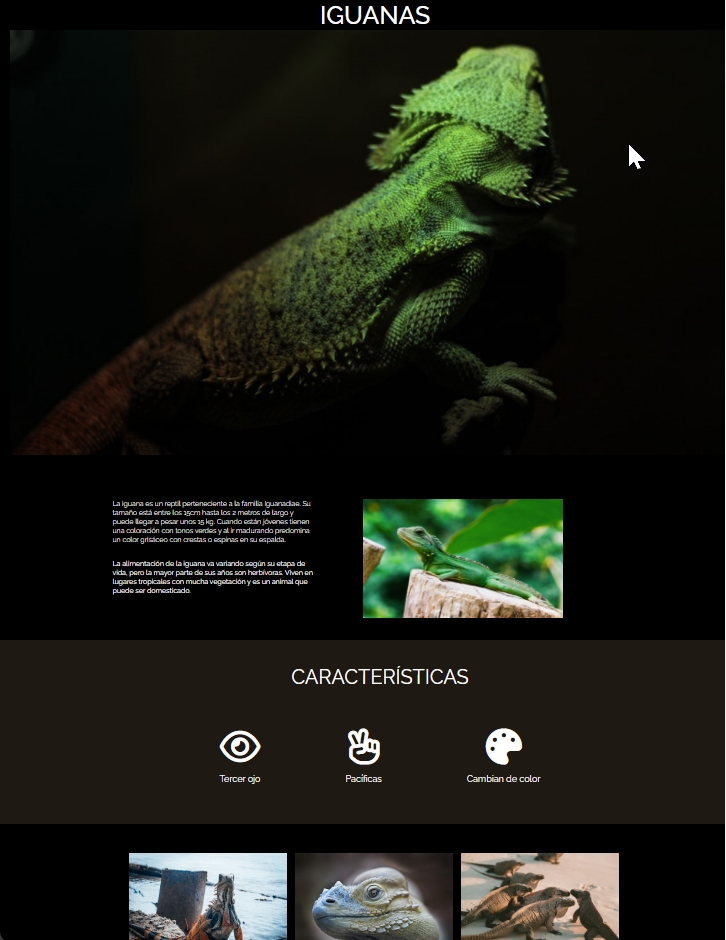 IGUANAS
La iguana es un reptil perteneciente a la familia Iguanadiae. Su
tamaño está entre los 15cm hasta los 2 metros de largo y
puede llegar a pesar unos 15 kg. Cuando están jóvenes tienen
una coloración con tonos verdes y al ir madurando predomina
un color grisáceo con crestas o espinas en su espalda.
La alimentación de la iguana va variando según su etapa de
vida, pero la mayor parte de sus años son herbívoras. Viven en
lugares tropicales con mucha vegetación y es un animal que
puede ser domesticado.
CARACTERÍSTICAS
Tercer ojo
Pacíficas
Cambian de color